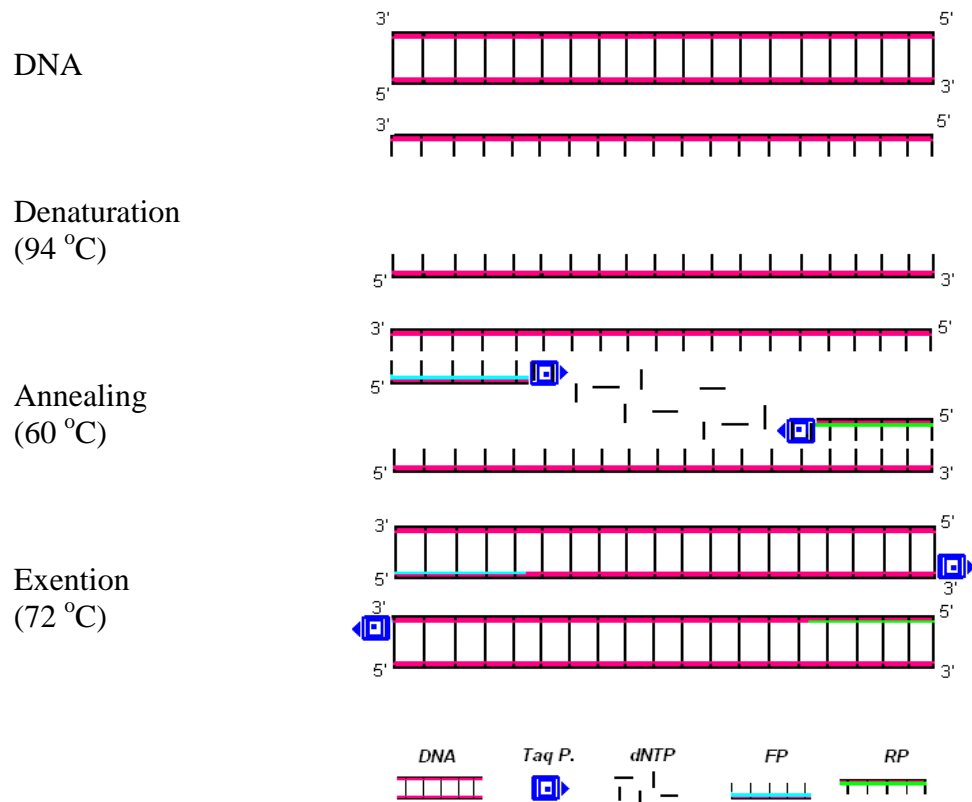 3' 5'
DNA
5' 3'
3' 5'
Denaturation
(94 °C)
5' 3'
3' 5'
5'
Annealing
(60 °C)
5'
5' 3'
3' 5'
Exention
(72 °C)
5' 3'
3' 5'
5' 3'
DNA Taq P. dNTP FP RP